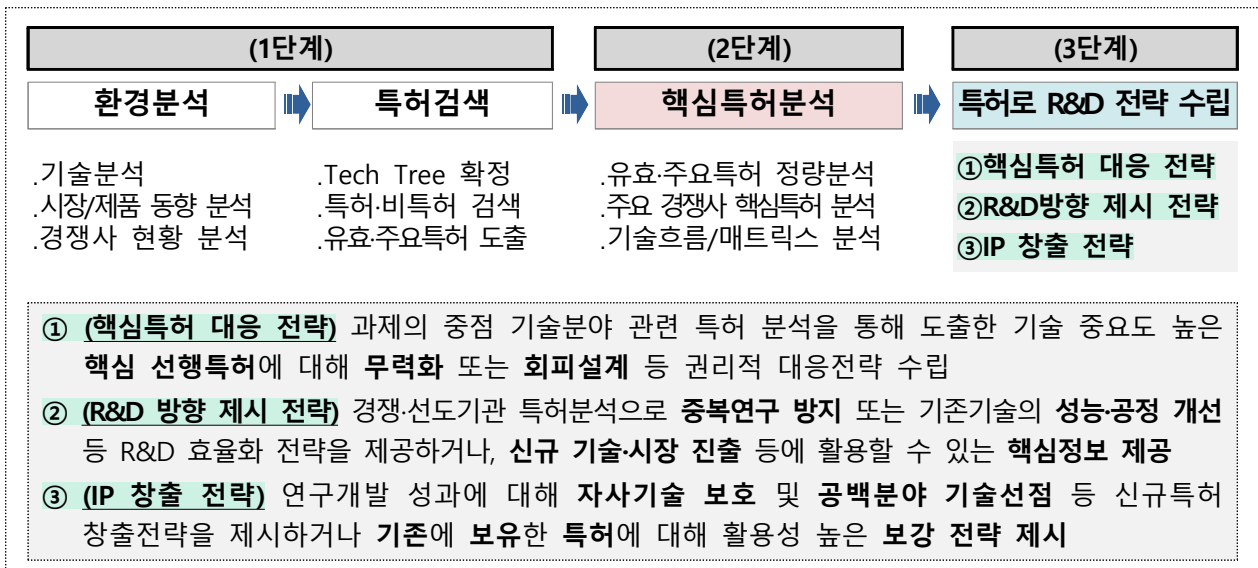 (1단계)
(2단계)
(3단계)
환경분석
특허검색
핵심특허분석
특허로 R&D 전략 수립
.기술분석
.시장/제품 동향 분석
.경쟁사 현황 분석
.Tech Tree 확정
.특허·비특허 검색
.유효·주요특허 도출
.유효·주요특허 정량분석
.주요 경쟁사 핵심특허 분석
.기술흐름/매트릭스 분석
①핵심특허 대응 전략
②R&D방향 제시 전략
③IP 창출 전략
① (핵심특허 대응 전략) 과제의 중점 기술분야 관련 특허 분석을 통해 도출한 기술 중요도 높은
핵심 선행특허에 대해 무력화 또는 회피설계 등 권리적 대응전략 수립
② (R&D 방향 제시 전략) 경쟁·선도기관 특허분석으로 중복연구 방지 또는 기존기술의 성능·공정 개선
등 R&D 효율화 전략을 제공하거나, 신규 기술·시장 진출 등에 활용할 수 있는 핵심정보 제공
③ (IP 창출 전략) 연구개발 성과에 대해 자사기술 보호 및 공백분야 기술선점 등 신규특허
창출전략을 제시하거나 기존에 보유한 특허에 대해 활용성 높은 보강 전략 제시